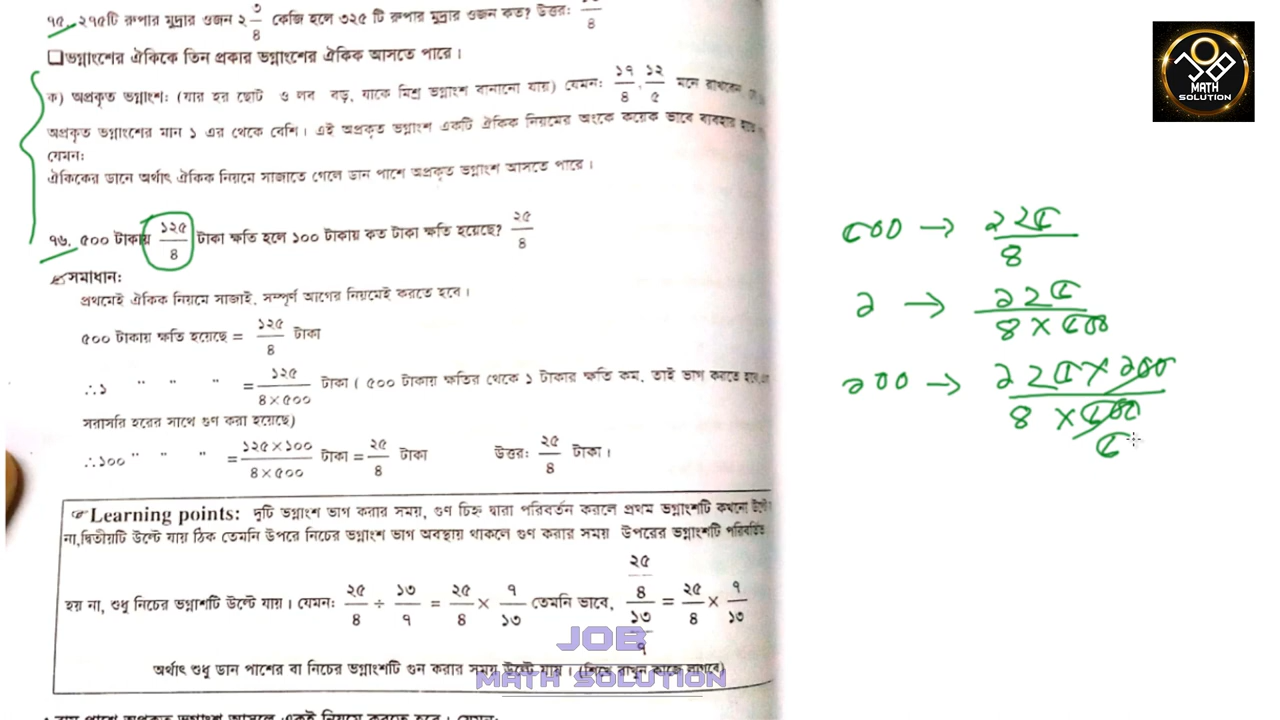 ৭৫. ২৭৫টি রুপার মুদ্রার ওজন ২ ৩/৪ কেজি হলে ৩২৫ টি রুপার মুদ্রার ওজন কত? উত্তর: /৪
❑ভগ্নাংশের ঐকিকে তিন প্রকার ভগ্নাংশের ঐকিক আসতে পারে।
ক) অপ্রকৃত ভগ্নাংশ: (যার হর ছোট ও লব বড়, যাকে মিশ্র ভগ্নাংশ বানানো যায়) যেমন: ১৭/৪, ১২/৫ মনে রাখবেন
অপ্রকৃত ভগ্নাংশের মান ১ এর থেকে বেশি। এই অপ্রকৃত ভগ্নাংশ একটি ঐকিক নিয়মের অংকে কয়েক ভাবে ব্যবহার হতে
যেমন:
ঐকিকের ডানে অর্থাৎ ঐকিক নিয়মে সাজাতে গেলে ডান পাশে অপ্রকৃত ভগ্নাংশ আসতে পারে।
৭৬. ৫০০ টাকায় ১২৫/৪ টাকা ক্ষতি হলে ১০০ টাকায় কত টাকা ক্ষতি হয়েছে? ২৫/৪
✍সমাধান:
প্রথমেই ঐকিক নিয়মে সাজাই, সম্পূর্ণ আগের নিয়মেই করতে হবে।
৫০০ টাকায় ক্ষতি হয়েছে = ১২৫/৪ টাকা
∴১ " " " = ১২৫/৪×৫০০ টাকা ( ৫০০ টাকায় ক্ষতির থেকে ১ টাকার ক্ষতি কম, তাই ভাগ করতে হবে,
সরাসরি হরের সাথে গুণ করা হয়েছে)
∴১০০ " " " = ১২৫×১০০/৪×৫০০ টাকা = ২৫/৪ টাকা উত্তর: ২৫/৪ টাকা।
☞ Learning points: দুটি ভগ্নাংশ ভাগ করার সময়, গুণ চিহ্ন দ্বারা পরিবর্তন করলে প্রথম ভগ্নাংশটি কখনো উল্টে
না,দ্বিতীয়টি উল্টে যায় ঠিক তেমনি উপরে নিচের ভগ্নাংশ ভাগ অবস্থায় থাকলে গুণ করার সময় উপরের ভগ্নাংশটি পরিবর্তিত
হয় না, শুধু নিচের ভগ্নাশটি উল্টে যায়। যেমন: ২৫/৪ ÷ ১৩/৭ = ২৫/৪ × ৭/১৩ তেমনি ভাবে, ২৫/৪ / ১৩/৭ = ২৫/৪ × ৭/১৩
অর্থাৎ শুধু ডান পাশের বা নিচের ভগ্নাংশটি গুন করার সময় উল্টে যায়। (শিখে রাখুন কাজে লাগবে)
JOB
MATH SOLUTION
MATH
SOLUTION
৫০০ → ১২৫/৪
১ → ১২৫/৪×৫০০
১০০ → ১২৫×১০০/৪×৫০০
৫